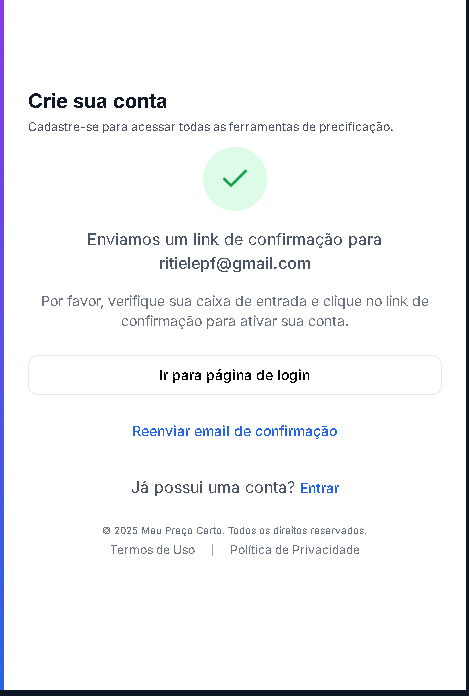 Crie sua conta
Cadastre-se para acessar todas as ferramentas de precificação.
Enviamos um link de confirmação para
ritielepf@gmail.com
Por favor, verifique sua caixa de entrada e clique no link de
confirmação para ativar sua conta.
Ir para página de login
Reenviar email de confirmação
Já possui uma conta? Entrar
© 2025 Meu Preço Certo. Todos os direitos reservados.
Termos de Uso | Política de Privacidade